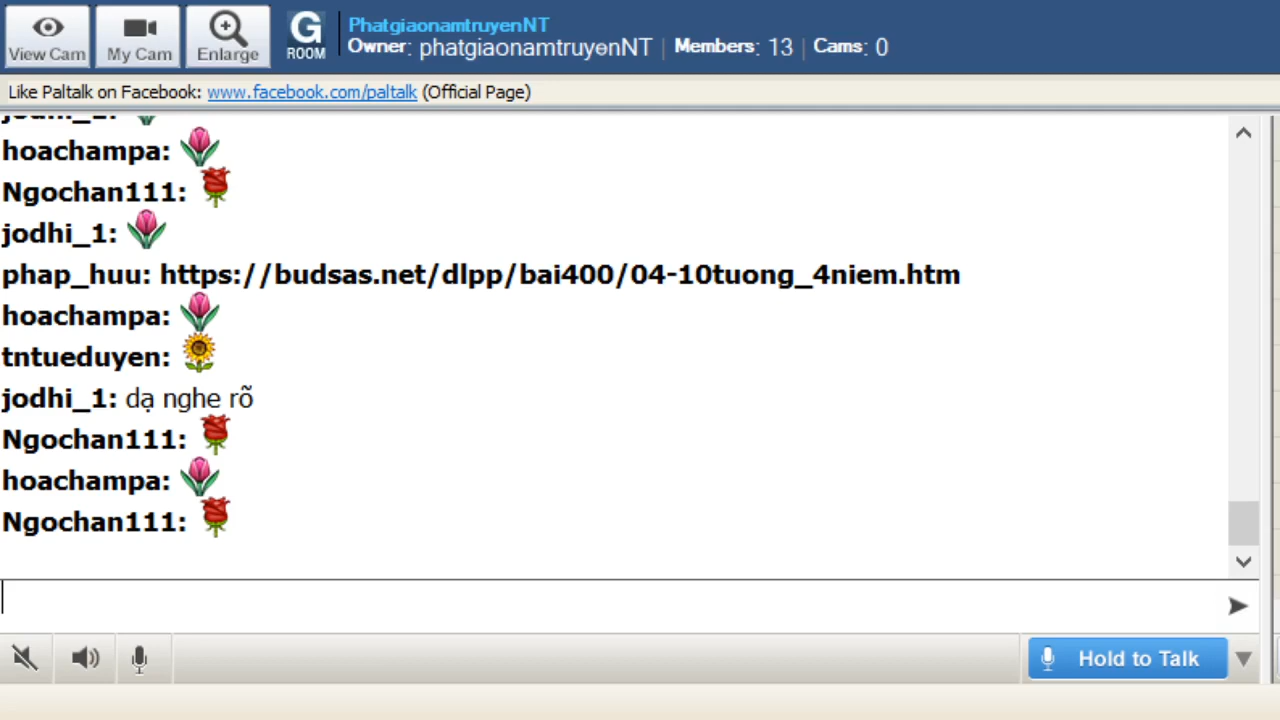 View Cam
My Cam
Enlarge
G
ROOM
PhatgiaonamtruyenNT
Owner: phatgiaonamtruyenNT | Members: 13 | Cams: 0
Like Paltalk on Facebook: www.facebook.com/paltalk (Official Page)
jodhi_1:
hoachampa:
Ngochan111:
jodhi_1:
phap_huu: https://budsas.net/dlpp/bai400/04-10tuong_4niem.htm
hoachampa:
tntueduyen:
jodhi_1: dạ nghe rõ
Ngochan111:
hoachampa:
Ngochan111:
Hold to Talk